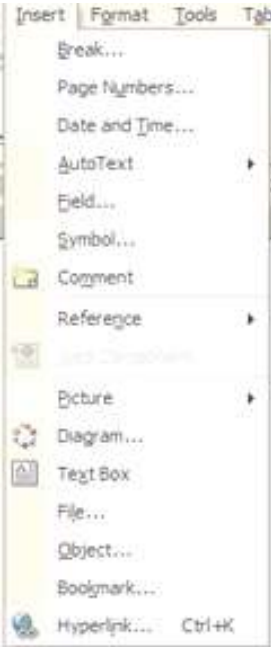 Insert Format Tools Tab
Break...
Page Numbers...
Date and Time...
AutoText
Field...
Symbol...
Comment
Reference
Picture
Diagram...
Text Box
File...
Object...
Bookmark...
Hyperlink... Ctrl+K